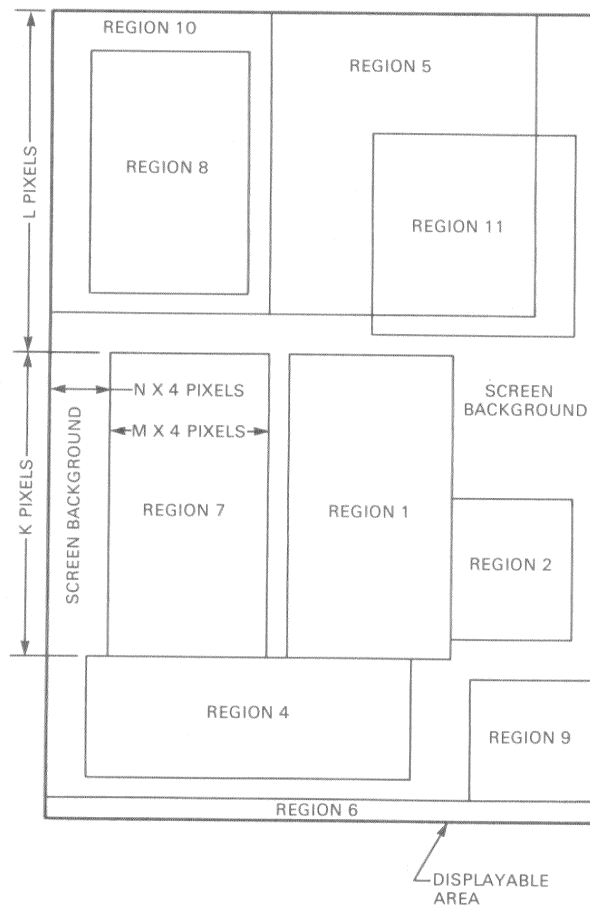 REGION 10
REGION 5
REGION 8
L PIXELS
REGION 11
N X 4 PIXELS
SCREEN
BACKGROUND
M X 4 PIXELS
K PIXELS
SCREEN BACKGROUND
REGION 7
REGION 1
REGION 2
REGION 4
REGION 9
REGION 6
DISPLAYABLE
AREA